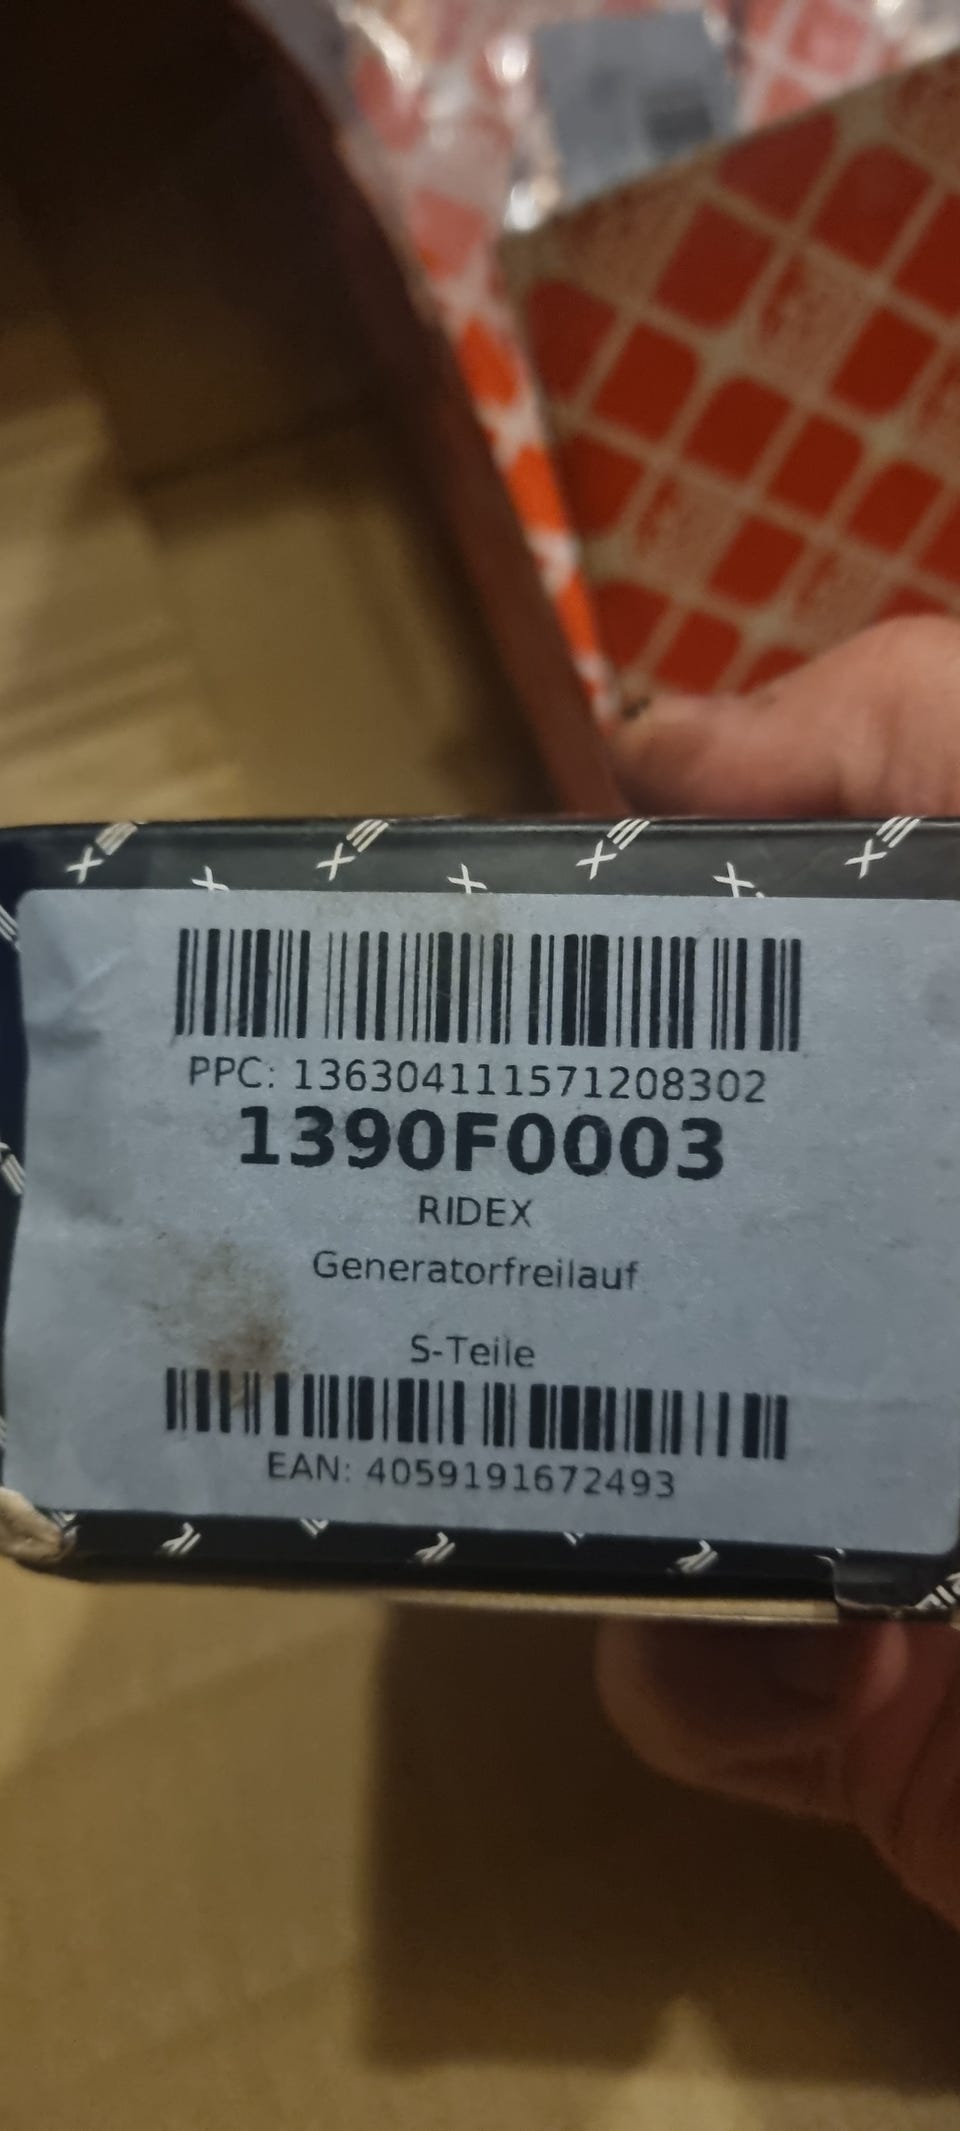 PPC: 136304111571208302
1390F0003
RIDEX
Generatorfreilauf
S-Teile
EAN: 4059191672493